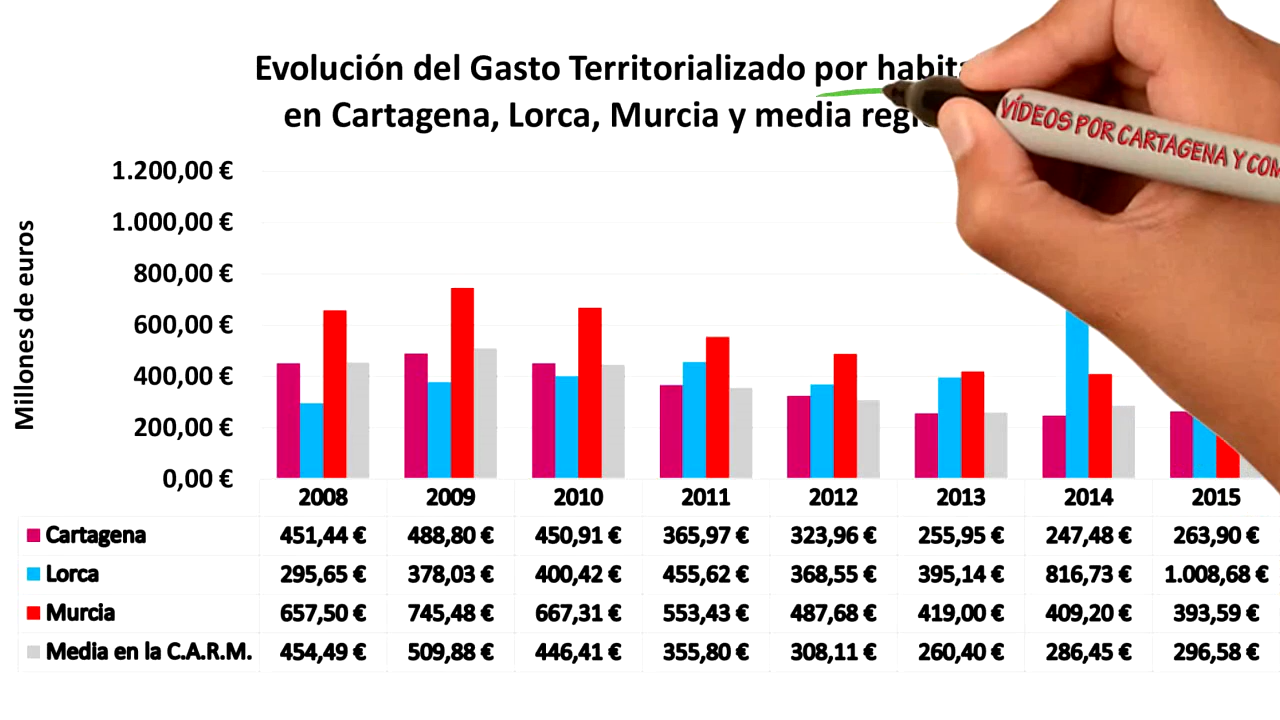 Evolución del Gasto Territorializado por
en Cartagena, Lorca, Murcia y media
VÍDEOS POR CARTAGENA Y
Millones de euros
1.200,00 €
1.000,00 €
800,00 €
600,00 €
400,00 €
200,00 €
0,00 €
2008 2009 2010 2011 2012 2013 2014 2015
Cartagena 451,44 € 488,80 € 450,91 € 365,97 € 323,96 € 255,95 € 247,48 € 263,90 €
Lorca 295,65 € 378,03 € 400,42 € 455,62 € 368,55 € 395,14 € 816,73 € 1.008,68 €
Murcia 657,50 € 745,48 € 667,31 € 553,43 € 487,68 € 419,00 € 409,20 € 393,59 €
Media en la C.A.R.M. 454,49 € 509,88 € 446,41 € 355,80 € 308,11 € 260,40 € 286,45 € 296,58 €